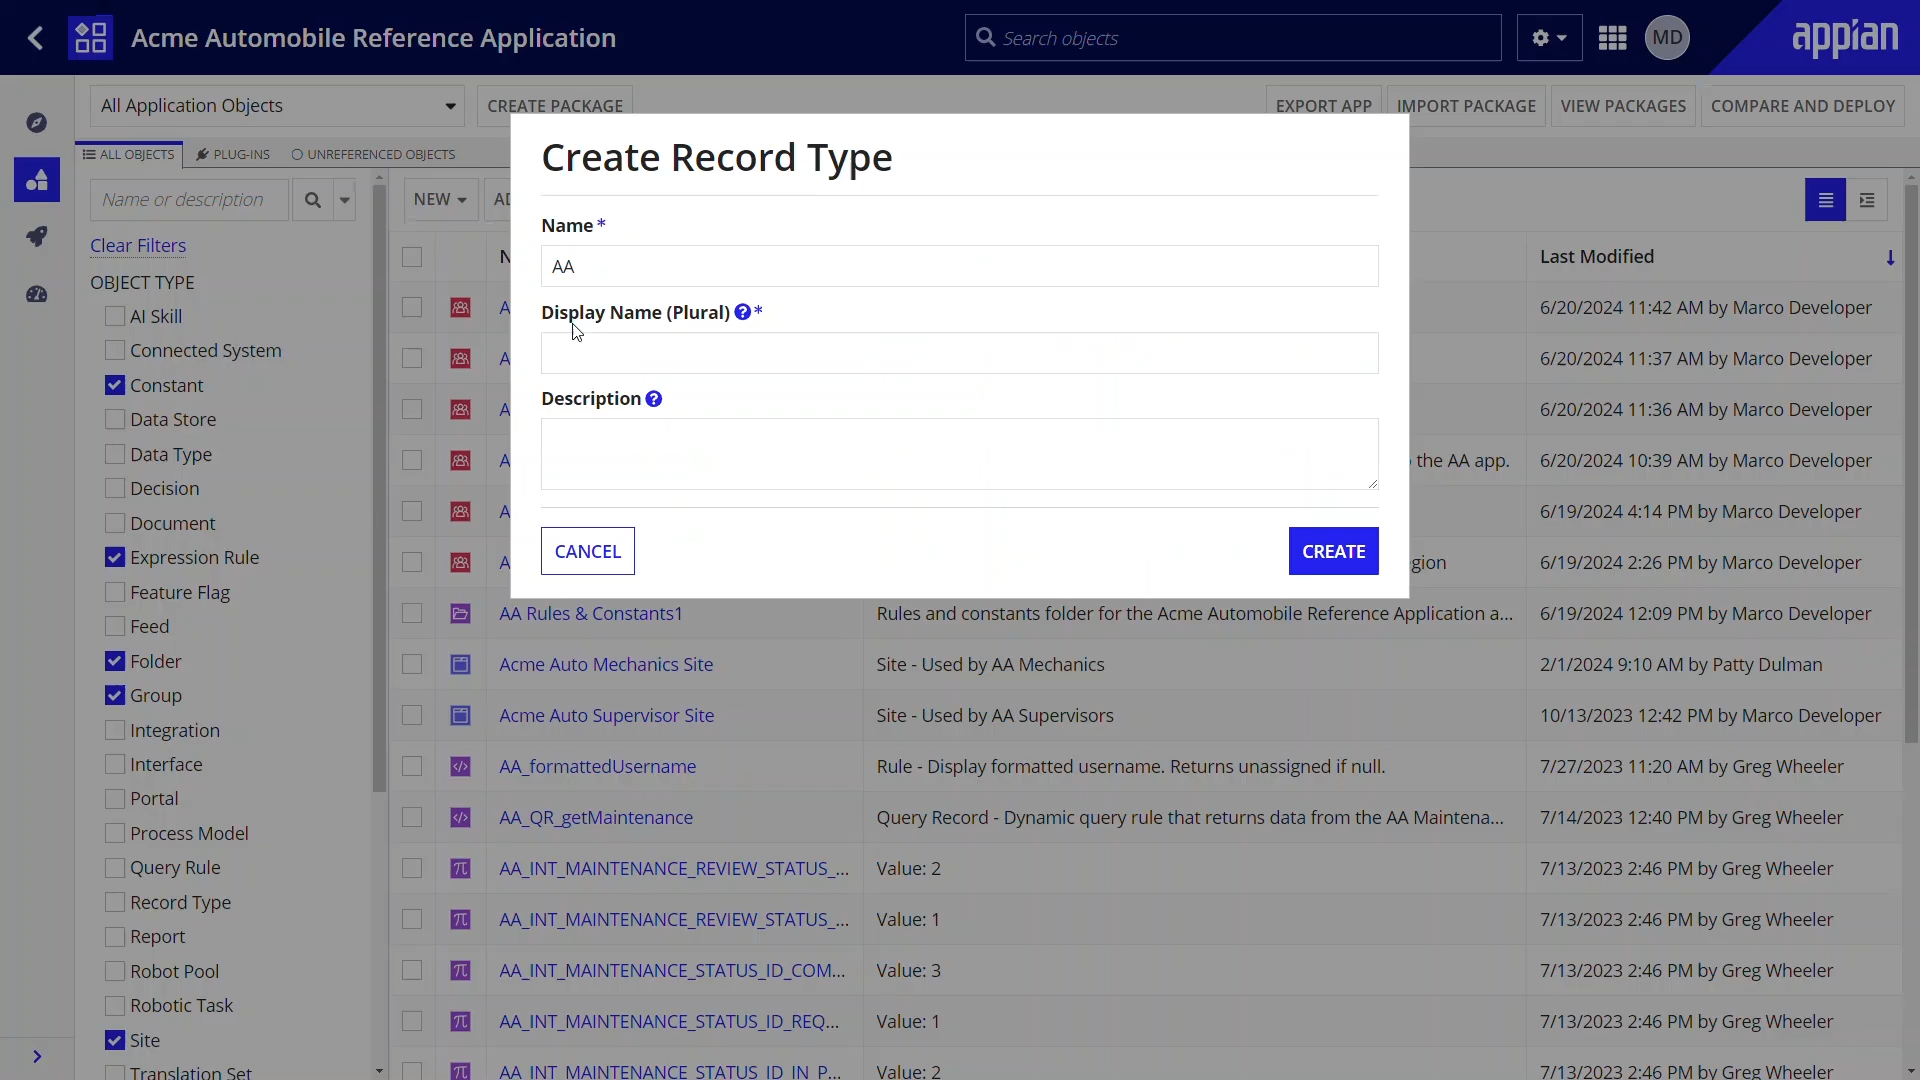 Acme Automobile Reference Application
Search objects
MD
appian
All Application Objects
CREATE PACKAGE
EXPORT APP
IMPORT PACKAGE
VIEW PACKAGES
COMPARE AND DEPLOY
ALL OBJECTS
PLUG-INS
UNREFERENCED OBJECTS
Name or description
NEW
Clear Filters
OBJECT TYPE
AI Skill
Connected System
Constant
Data Store
Data Type
Decision
Document
Expression Rule
Feature Flag
Feed
Folder
Group
Integration
Interface
Portal
Process Model
Query Rule
Record Type
Report
Robot Pool
Robotic Task
Site
Translation Set
Create Record Type
Name *
AA
Display Name (Plural) ? *
Description ?
CANCEL
CREATE
Last Modified
6/20/2024 11:42 AM by Marco Developer
6/20/2024 11:37 AM by Marco Developer
6/20/2024 11:36 AM by Marco Developer
the AA app. 6/20/2024 10:39 AM by Marco Developer
6/19/2024 4:14 PM by Marco Developer
gion 6/19/2024 2:26 PM by Marco Developer
AA Rules & Constants1 Rules and constants folder for the Acme Automobile Reference Application a... 6/19/2024 12:09 PM by Marco Developer
Acme Auto Mechanics Site Site - Used by AA Mechanics 2/1/2024 9:10 AM by Patty Dulman
Acme Auto Supervisor Site Site - Used by AA Supervisors 10/13/2023 12:42 PM by Marco Developer
AA_formattedUsername Rule - Display formatted username. Returns unassigned if null. 7/27/2023 11:20 AM by Greg Wheeler
AA_QR_getMaintenance Query Record - Dynamic query rule that returns data from the AA Maintena... 7/14/2023 12:40 PM by Greg Wheeler
AA_INT_MAINTENANCE_REVIEW_STATUS_... Value: 2 7/13/2023 2:46 PM by Greg Wheeler
AA_INT_MAINTENANCE_REVIEW_STATUS_... Value: 1 7/13/2023 2:46 PM by Greg Wheeler
AA_INT_MAINTENANCE_STATUS_ID_COM... Value: 3 7/13/2023 2:46 PM by Greg Wheeler
AA_INT_MAINTENANCE_STATUS_ID_REQ... Value: 1 7/13/2023 2:46 PM by Greg Wheeler
AA_INT_MAINTENANCE_STATUS_ID_IN_P... Value: 2 7/13/2023 2:46 PM by Greg Wheeler